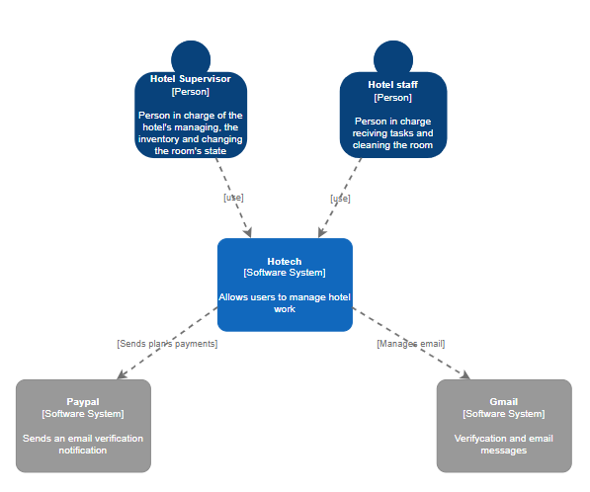 Hotel Supervisor
[Person]
Person in charge of the
hotel's managing, the
inventory and changing
the room's state
Hotel staff
[Person]
Person in charge
reciving tasks and
cleaning the room
[use]
[use]
Hotech
[Software System]
Allows users to manage hotel
work
[Sends plan's payments]
[Manages email]
Paypal
[Software System]
Sends an email verification
notification
Gmail
[Software System]
Verifycation and email
messages